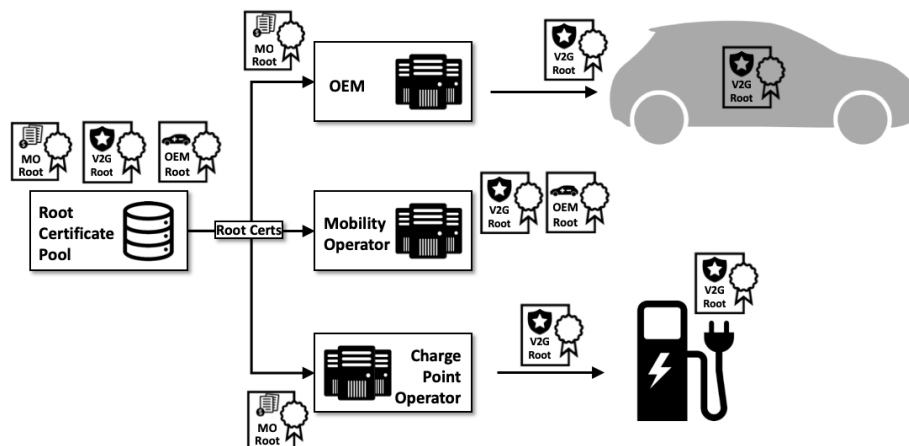 MO
Root
OEM
V2G
Root
V2G
Root
MO
Root
V2G
Root
OEM
Root
Root
Certificate
Pool
Root Certs
Mobility
Operator
V2G
Root
OEM
Root
V2G
Root
Charge
Point
Operator
V2G
Root
MO
Root